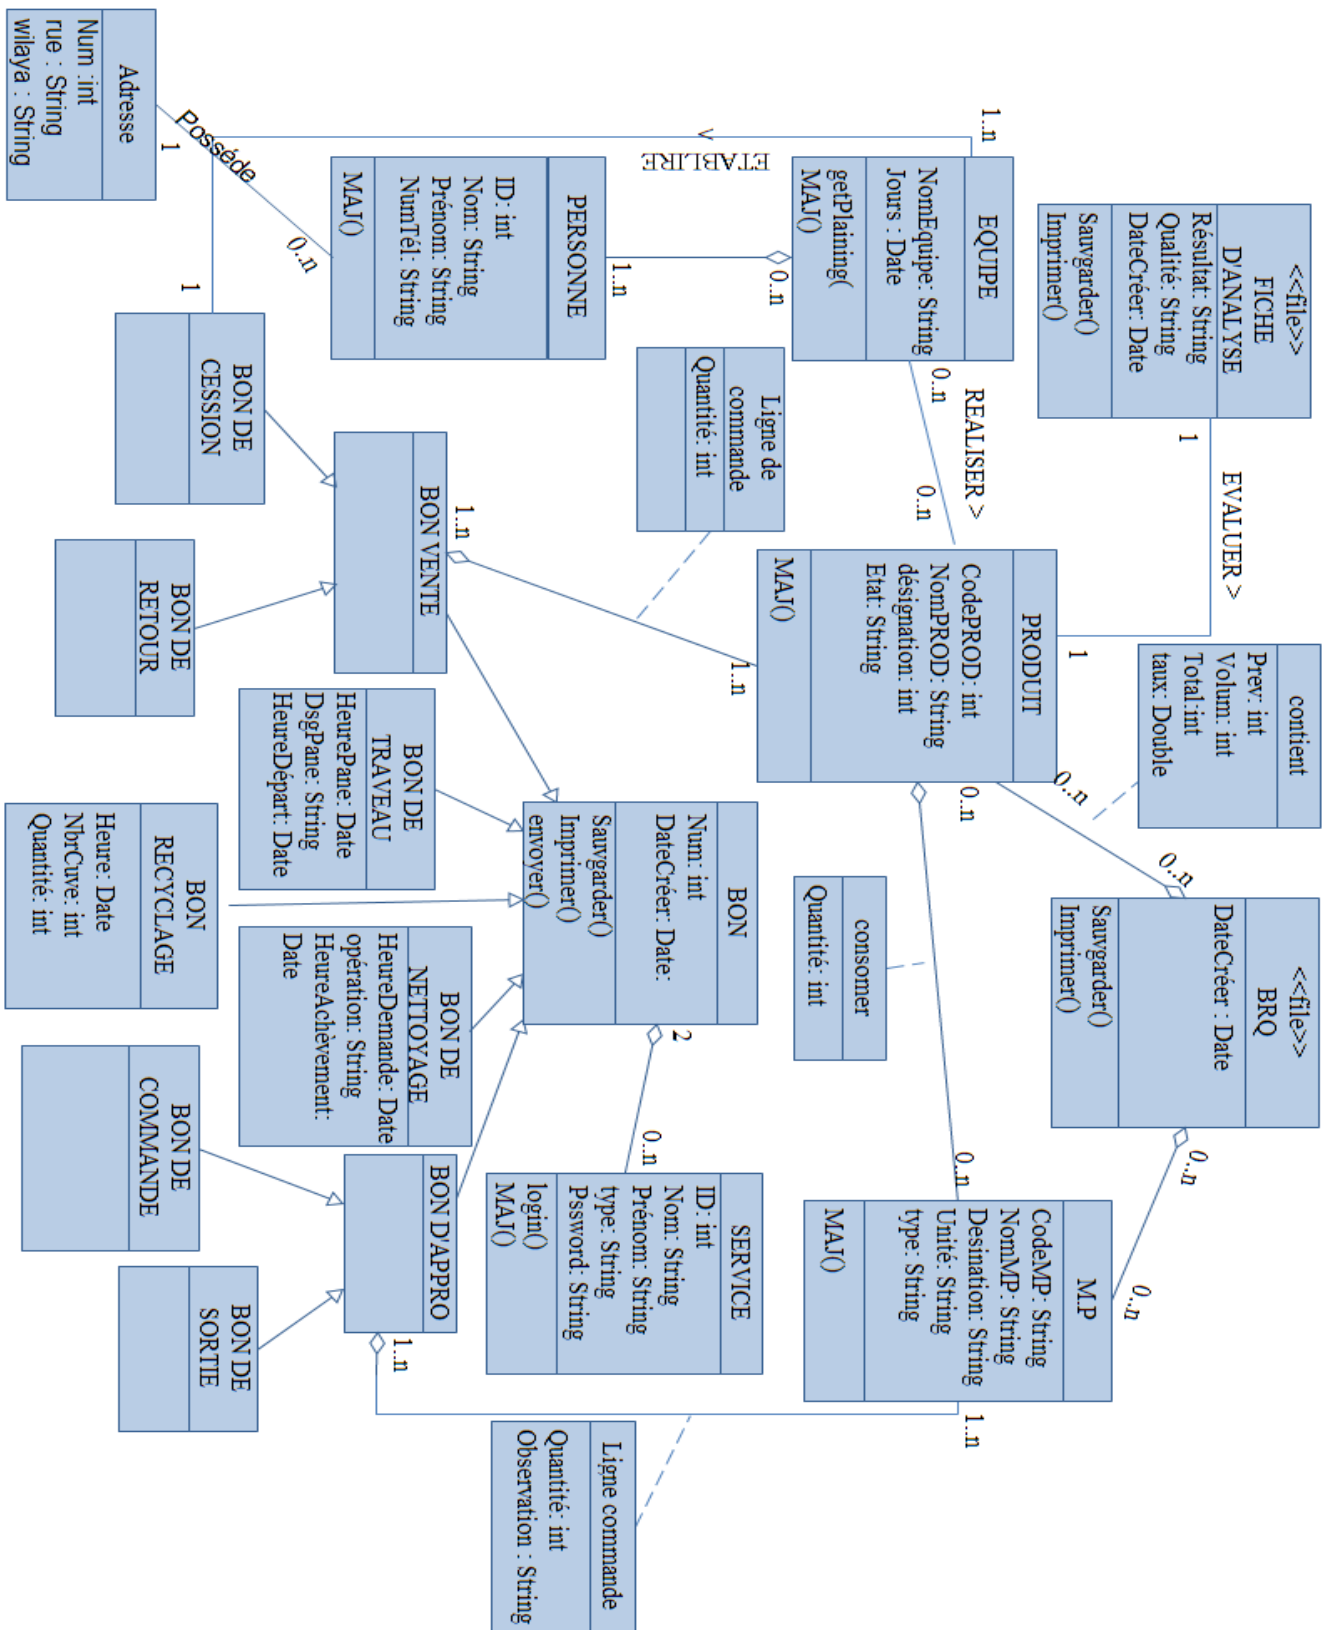 <<file>>
FICHE
D'ANALYSE
Résultat: String
Qualité: String
DateCréer: Date
Sauvgarder()
Imprimer()
1
EVALUER >
1
contient
Prev: int
Volum: int
Total:int
taux: Double
<<file>>
BRQ
DateCréer : Date
Sauvgarder()
Imprimer()
0..n
0..n
0..n
0..n
EQUIPE
NomEquipe: String
Jours : Date
getPlaining(
MAJ()
1..n
0..n
0..n
REALISER >
0..n
PRODUIT
CodePROD: int
NomPROD: String
désignation: int
Etat: String
MAJ()
0..n
1..n
consomer
Quantité: int
0..n
M.P
CodeMP: String
NomMP: String
Desination: String
Unité: String
type: String
MAJ()
1..n
ETABLIRE
>
Ligne de
commande
Quantité: int
PERSONNE
ID: int
Nom: String
Prénom: String
NumTél: String
MAJ()
1..n
0..n
Posséde
1
Adresse
Num :int
rue : String
wilaya : String
1
BON DE
CESSION
BON VENTE
1..n
BON DE
RETOUR
BON DE
TRAVEAU
HeurePane: Date
DsgPane: String
HeureDépart: Date
BON
Num: int
DateCréer: Date:
Sauvgarder()
Imprimer()
envoyer()
2
0..n
SERVICE
ID: int
Nom: String
Prénom: String
type: String
Pssword: String
login()
MAJ()
BON
RECYCLAGE
Heure: Date
NbrCuve: int
Quantité: int
BON DE
NETTOYAGE
HeureDemande: Date
opération: String
HeureAchèvement:
Date
BON D'APPRO
1..n
BON DE
COMMANDE
BON DE
SORTIE
Ligne commande
Quantité: int
Observation : String